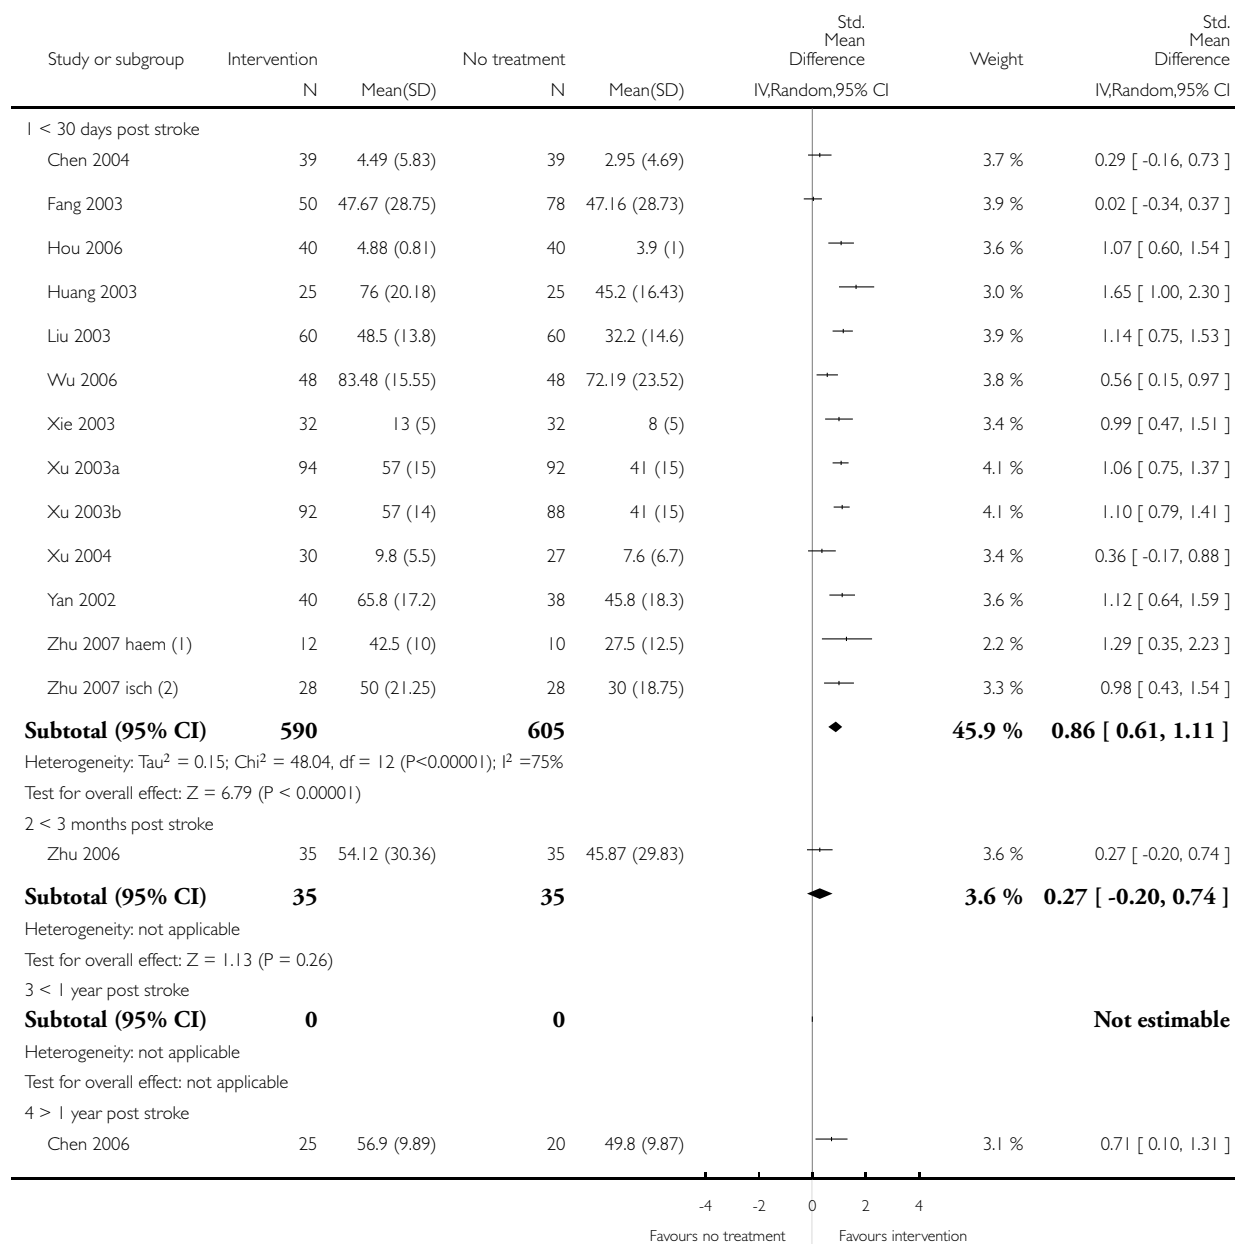 Std.
Mean
Difference
Std.
Mean
Difference
Study or subgroup Intervention No treatment Weight
N Mean(SD) N Mean(SD) IV,Random,95% CI IV,Random,95% CI
1 < 30 days post stroke
Chen 2004 39 4.49 (5.83) 39 2.95 (4.69) 3.7 % 0.29 [ -0.16, 0.73 ]
Fang 2003 50 47.67 (28.75) 78 47.16 (28.73) 3.9 % 0.02 [ -0.34, 0.37 ]
Hou 2006 40 4.88 (0.81) 40 3.9 (1) 3.6 % 1.07 [ 0.60, 1.54 ]
Huang 2003 25 76 (20.18) 25 45.2 (16.43) 3.0 % 1.65 [ 1.00, 2.30 ]
Liu 2003 60 48.5 (13.8) 60 32.2 (14.6) 3.9 % 1.14 [ 0.75, 1.53 ]
Wu 2006 48 83.48 (15.55) 48 72.19 (23.52) 3.8 % 0.56 [ 0.15, 0.97 ]
Xie 2003 32 13 (5) 32 8 (5) 3.4 % 0.99 [ 0.47, 1.51 ]
Xu 2003a 94 57 (15) 92 41 (15) 4.1 % 1.06 [ 0.75, 1.37 ]
Xu 2003b 92 57 (14) 88 41 (15) 4.1 % 1.10 [ 0.79, 1.41 ]
Xu 2004 30 9.8 (5.5) 27 7.6 (6.7) 3.4 % 0.36 [ -0.17, 0.88 ]
Yan 2002 40 65.8 (17.2) 38 45.8 (18.3) 3.6 % 1.12 [ 0.64, 1.59 ]
Zhu 2007 haem (1) 12 42.5 (10) 10 27.5 (12.5) 2.2 % 1.29 [ 0.35, 2.23 ]
Zhu 2007 isch (2) 28 50 (21.25) 28 30 (18.75) 3.3 % 0.98 [ 0.43, 1.54 ]
Subtotal (95% CI) 590 605 45.9 % 0.86 [ 0.61, 1.11 ]
Heterogeneity: Tau² = 0.15; Chi² = 48.04, df = 12 (P<0.00001); I² =75%
Test for overall effect: Z = 6.79 (P < 0.00001)
2 < 3 months post stroke
Zhu 2006 35 54.12 (30.36) 35 45.87 (29.83) 3.6 % 0.27 [ -0.20, 0.74 ]
Subtotal (95% CI) 35 35 3.6 % 0.27 [ -0.20, 0.74 ]
Heterogeneity: not applicable
Test for overall effect: Z = 1.13 (P = 0.26)
3 < 1 year post stroke
Subtotal (95% CI) 0 0 Not estimable
Heterogeneity: not applicable
Test for overall effect: not applicable
4 > 1 year post stroke
Chen 2006 25 56.9 (9.89) 20 49.8 (9.87) 3.1 % 0.71 [ 0.10, 1.31 ]
-4 -2 0 2 4
Favours no treatment Favours intervention